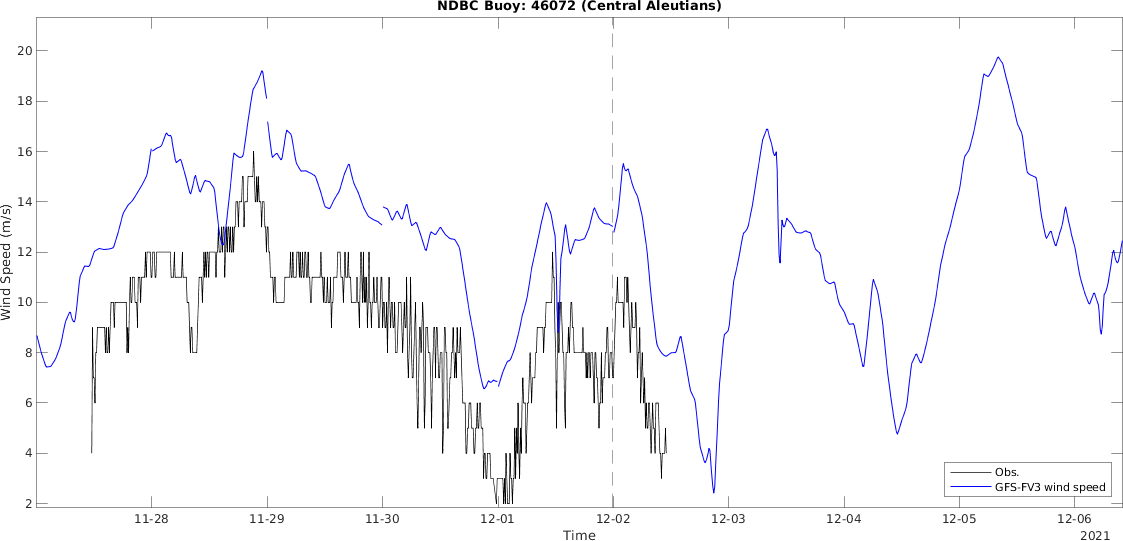 NDBC Buoy: 46072 (Central Aleutians)
20
18
16
14
12
10
8
6
4
2
Wind Speed (m/s)
11-28 11-29 11-30 12-01 12-02 12-03 12-04 12-05 12-06
Time
2021
Obs.
GFS-FV3 wind speed